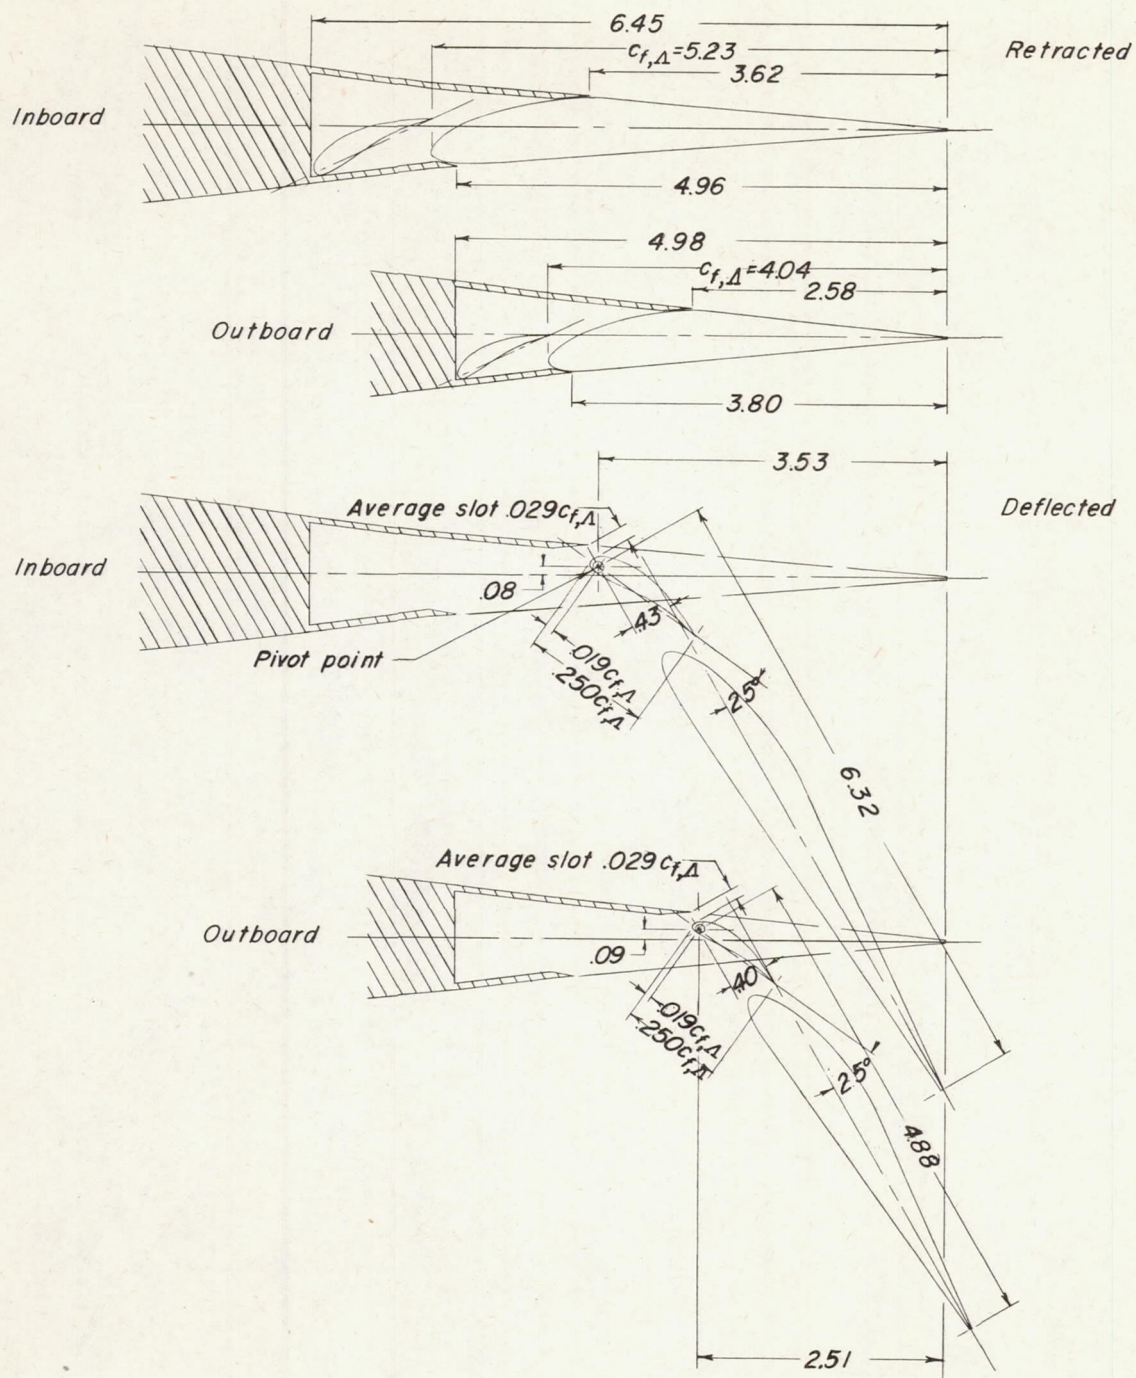 6.45
Retracted
c_f,Λ=5.23
3.62
Inboard
4.96
4.98
c_f,Λ=4.04
2.58
Outboard
3.80
3.53
Average slot .029c_f,Λ
Deflected
Inboard
.08
.43
Pivot point
.019c_f,Λ
.250c_f,Λ
25°
6.32
Average slot .029c_f,Λ
Outboard
.09
.40
.019c_f,Λ
.250c_f,Λ
25°
4.88
2.51